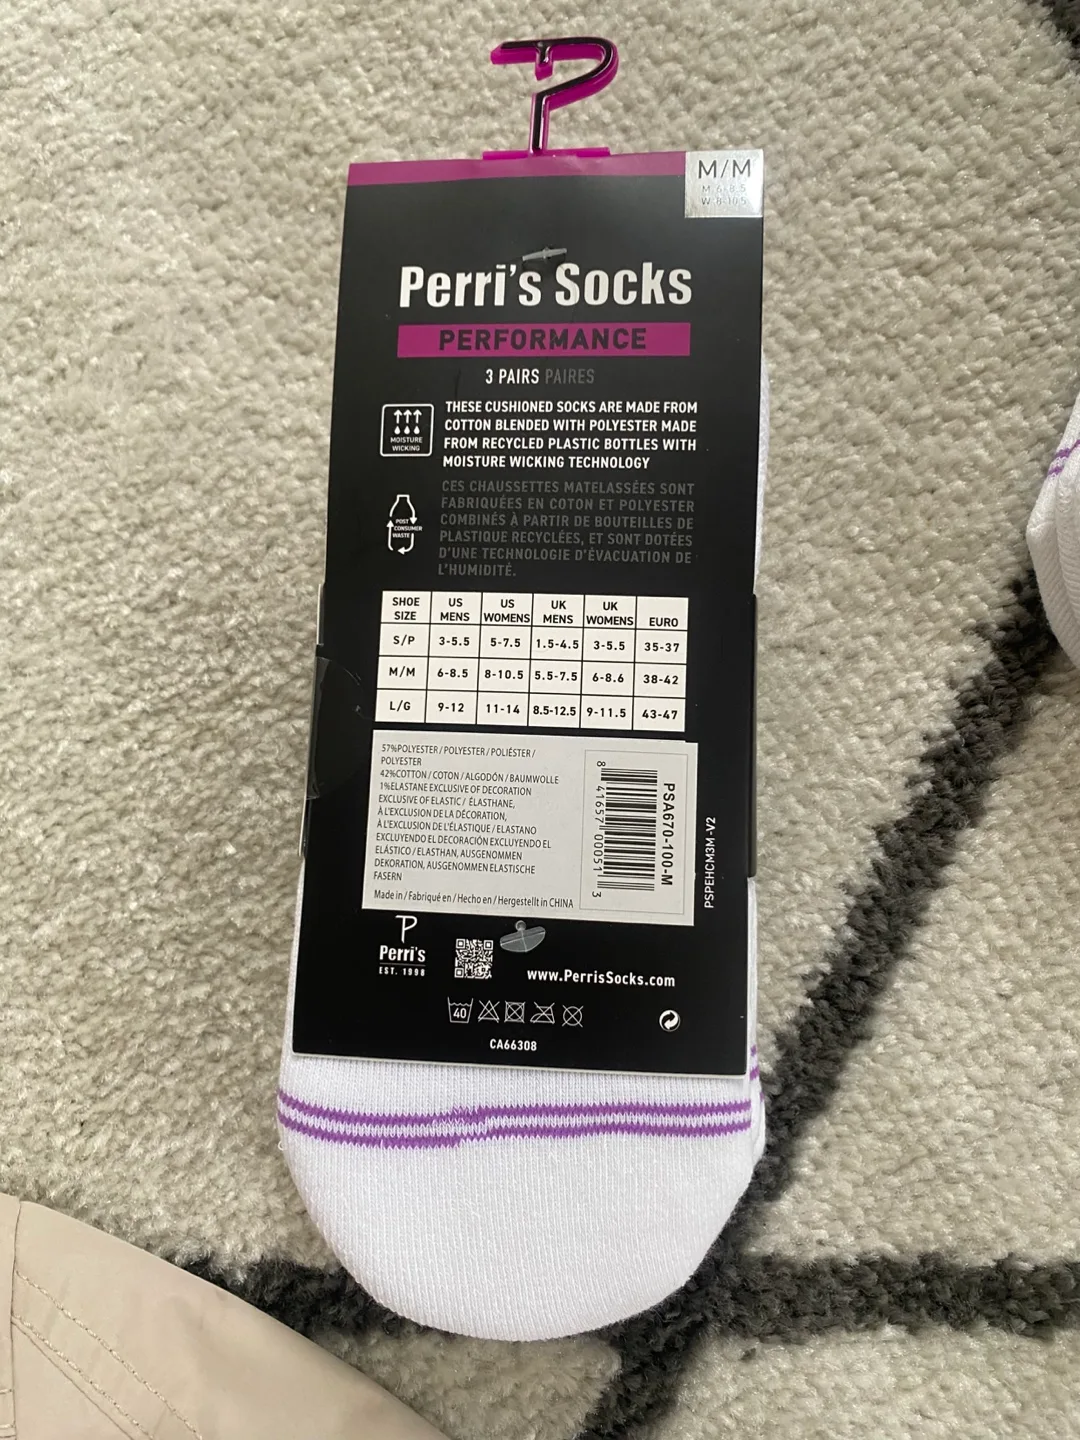 M/M
M 6-8.5
W 8-10.5
Perri's Socks
PERFORMANCE
3 PAIRS PAIRES
MOISTURE
WICKING
THESE CUSHIONED SOCKS ARE MADE FROM
COTTON BLENDED WITH POLYESTER MADE
FROM RECYCLED PLASTIC BOTTLES WITH
MOISTURE WICKING TECHNOLOGY
POST
CONSUMER
WASTE
CES CHAUSSETTES MATELASSÉES SONT
FABRIQUÉES EN COTON ET POLYESTER
COMBINÉS À PARTIR DE BOUTEILLES DE
PLASTIQUE RECYCLÉES, ET SONT DOTÉES
D'UNE TECHNOLOGIE D'ÉVACUATION DE
L'HUMIDITÉ.
SHOE SIZE US MENS US WOMENS UK MENS UK WOMENS EURO
S/P 3-5.5 5-7.5 1.5-4.5 3-5.5 35-37
M/M 6-8.5 8-10.5 5.5-7.5 6-8.6 38-42
L/G 9-12 11-14 8.5-12.5 9-11.5 43-47
57%POLYESTER / POLYESTER / POLIÉSTER /
POLYESTER
42%COTTON / COTON / ALGODÓN / BAUMWOLLE
1%ELASTANE EXCLUSIVE OF DECORATION
EXCLUSIVE OF ELASTIC / ÉLASTHANE,
À L'EXCLUSION DE LA DÉCORATION,
À L'EXCLUSION DE L'ÉLASTIQUE / ELASTANO
EXCLUYENDO EL DECORACIÓN EXCLUYENDO EL
ELÁSTICO / ELASTHAN, AUSGENOMMEN
DEKORATION, AUSGENOMMEN ELASTISCHE
FASERN
Made in / Fabriqué en / Hecho en / Hergestellt in CHINA
8 41657 00051 3
PSA670-100-M
PSPEHCM3M-V2
Perri's
EST. 1998
www.PerrisSocks.com
40
CA66308